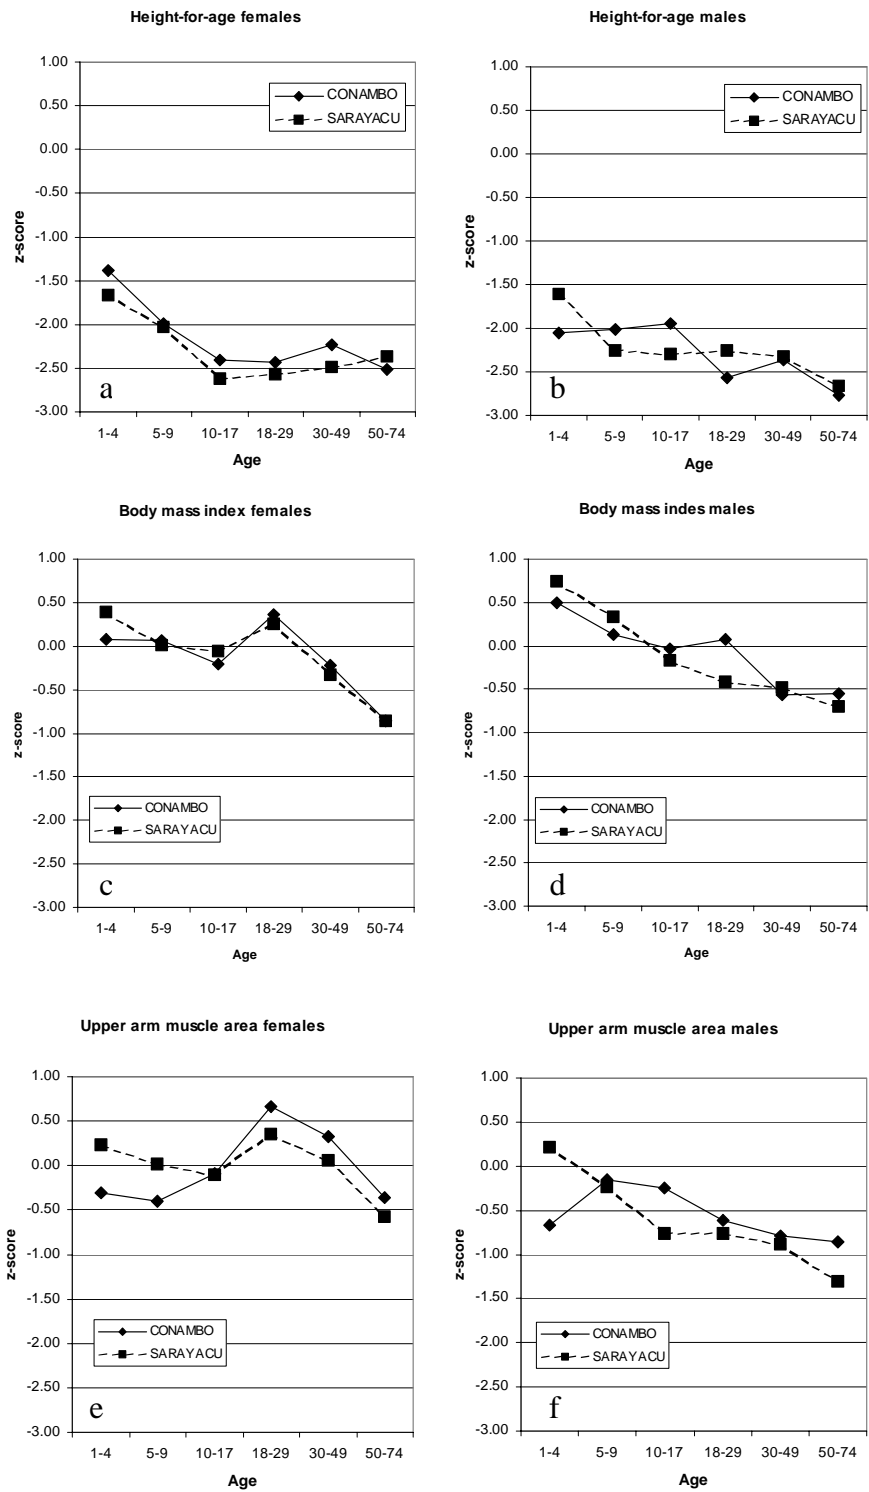 Height-for-age females
1.00
0.50
0.00
-0.50
-1.00
-1.50
-2.00
-2.50
-3.00
z-score
CONAMBO
SARAYACU
a
1-4 5-9 10-17 18-29 30-49 50-74
Age
Height-for-age males
1.00
0.50
0.00
-0.50
-1.00
-1.50
-2.00
-2.50
-3.00
z-score
CONAMBO
SARAYACU
b
1-4 5-9 10-17 18-29 30-49 50-74
Age
Body mass index females
1.00
0.50
0.00
-0.50
-1.00
-1.50
-2.00
-2.50
-3.00
z-score
CONAMBO
SARAYACU
c
1-4 5-9 10-17 18-29 30-49 50-74
Age
Body mass indes males
1.00
0.50
0.00
-0.50
-1.00
-1.50
-2.00
-2.50
-3.00
z-score
CONAMBO
SARAYACU
d
1-4 5-9 10-17 18-29 30-49 50-74
Age
Upper arm muscle area females
1.00
0.50
0.00
-0.50
-1.00
-1.50
-2.00
-2.50
-3.00
z-score
CONAMBO
SARAYACU
e
1-4 5-9 10-17 18-29 30-49 50-74
Age
Upper arm muscle area males
1.00
0.50
0.00
-0.50
-1.00
-1.50
-2.00
-2.50
-3.00
z-score
CONAMBO
SARAYACU
f
1-4 5-9 10-17 18-29 30-49 50-74
Age